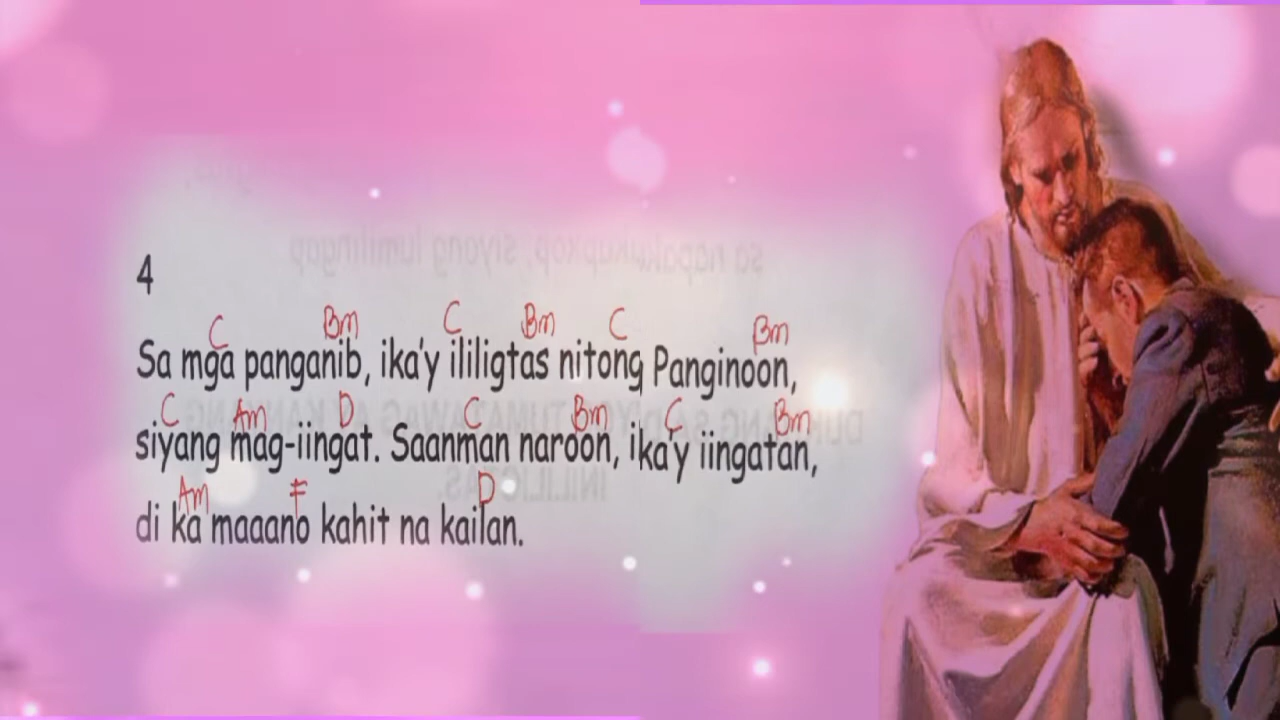 4
C Bm C Bm C Bm
Sa mga panganib, ika'y ililigtas nitong Panginoon,
C Am D C Bm C Bm
siyang mag-iingat. Saanman naroon, ika'y iingatan,
Am F D
di ka maaano kahit na kailan.